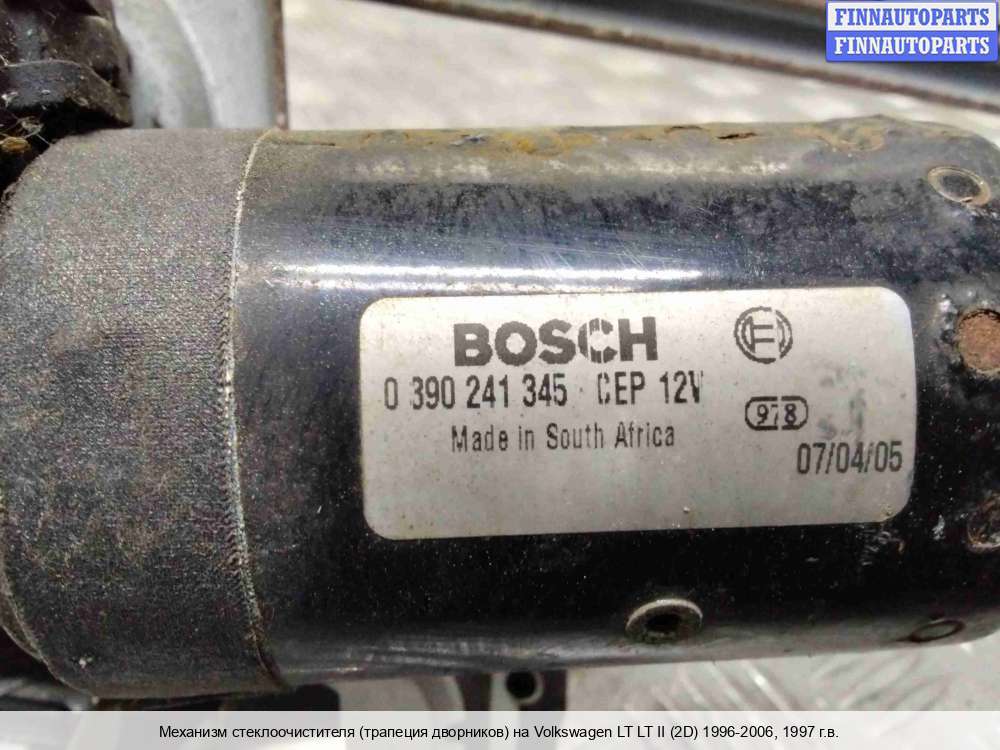 FINNAUTOPARTS
FINNAUTOPARTS
BOSCH
0 390 241 345 CEP 12V
978
Made in South Africa
07/04/05
Механизм стеклоочистителя (трапеция дворников) на Volkswagen LT LT II (2D) 1996-2006, 1997 г.в.